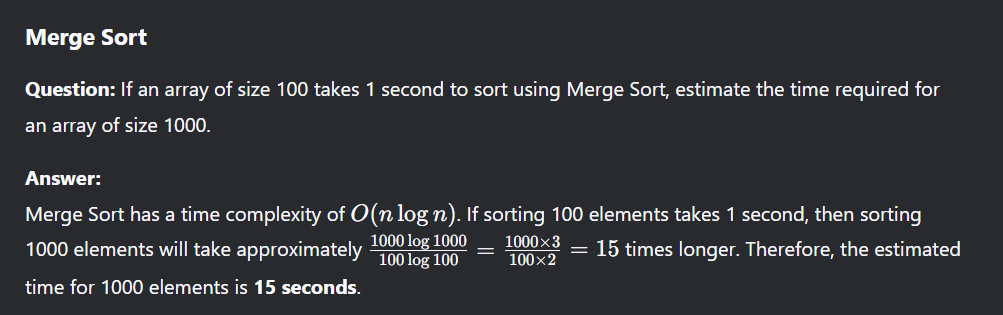 Merge Sort
Question: If an array of size 100 takes 1 second to sort using Merge Sort, estimate the time required for
an array of size 1000.
Answer:
Merge Sort has a time complexity of O(n log n). If sorting 100 elements takes 1 second, then sorting
1000 elements will take approximately \frac{1000 \log 1000}{100 \log 100} = \frac{1000×3}{100×2} = 15 times longer. Therefore, the estimated
time for 1000 elements is 15 seconds.